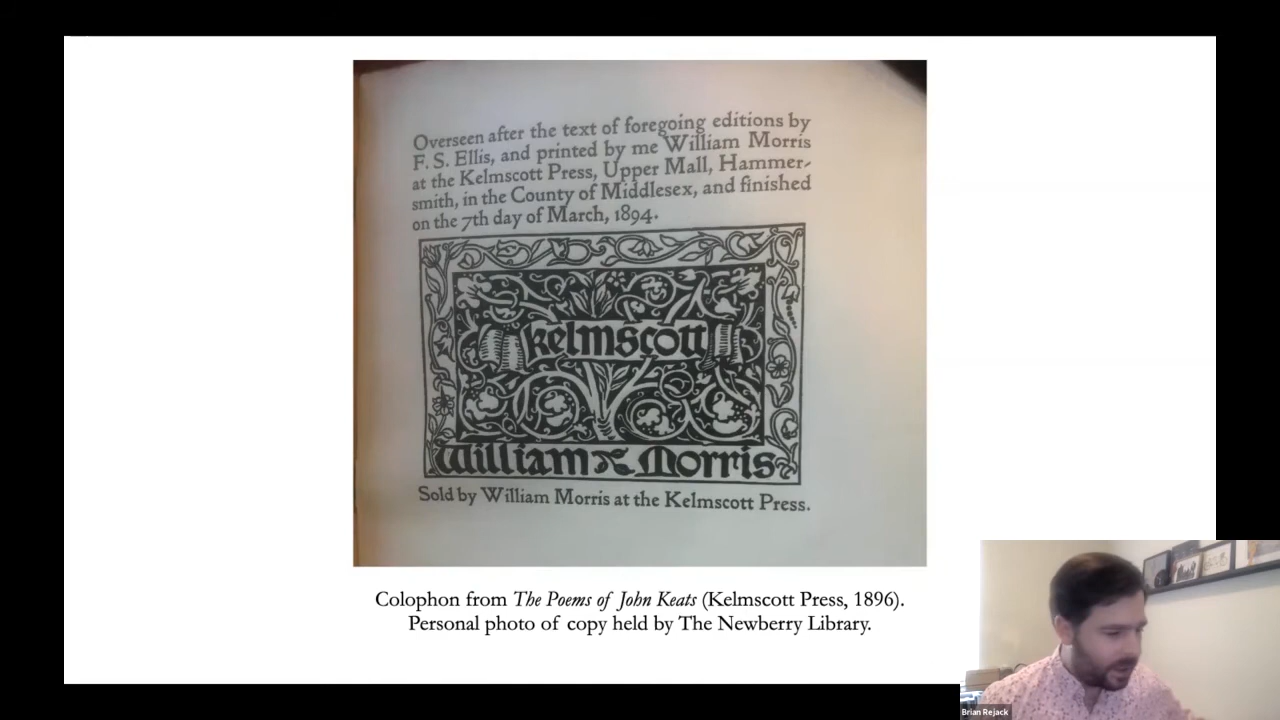 Overseen after the text of foregoing editions by
F. S. Ellis, and printed by me William Morris
at the Kelmscott Press, Upper Mall, Hammer-
smith, in the County of Middlesex, and finished
on the 7th day of March, 1894.
kelmscott
William Morris
Sold by William Morris at the Kelmscott Press.
Colophon from The Poems of John Keats (Kelmscott Press, 1896).
Personal photo of copy held by The Newberry Library.
Brian Rejack